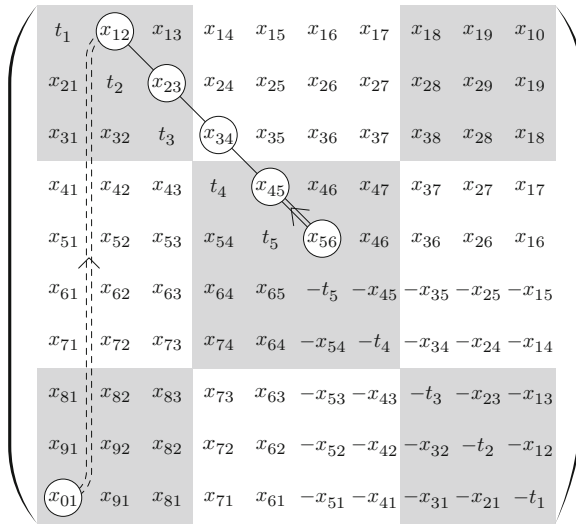 t₁ x₁₂ x₁₃ x₁₄ x₁₅ x₁₆ x₁₇ x₁₈ x₁₉ x₁₀
x₂₁ t₂ x₂₃ x₂₄ x₂₅ x₂₆ x₂₇ x₂₈ x₂₉ x₁₉
x₃₁ x₃₂ t₃ x₃₄ x₃₅ x₃₆ x₃₇ x₃₈ x₂₈ x₁₈
x₄₁ x₄₂ x₄₃ t₄ x₄₅ x₄₆ x₄₇ x₃₇ x₂₇ x₁₇
x₅₁ x₅₂ x₅₃ x₅₄ t₅ x₅₆ x₄₆ x₃₆ x₂₆ x₁₆
x₆₁ x₆₂ x₆₃ x₆₄ x₆₅ −t₅ −x₄₅ −x₃₅ −x₂₅ −x₁₅
x₇₁ x₇₂ x₇₃ x₇₄ x₆₄ −x₅₄ −t₄ −x₃₄ −x₂₄ −x₁₄
x₈₁ x₈₂ x₈₃ x₇₃ x₆₃ −x₅₃ −x₄₃ −t₃ −x₂₃ −x₁₃
x₉₁ x₉₂ x₈₂ x₇₂ x₆₂ −x₅₂ −x₄₂ −x₃₂ −t₂ −x₁₂
x₀₁ x₉₁ x₈₁ x₇₁ x₆₁ −x₅₁ −x₄₁ −x₃₁ −x₂₁ −t₁